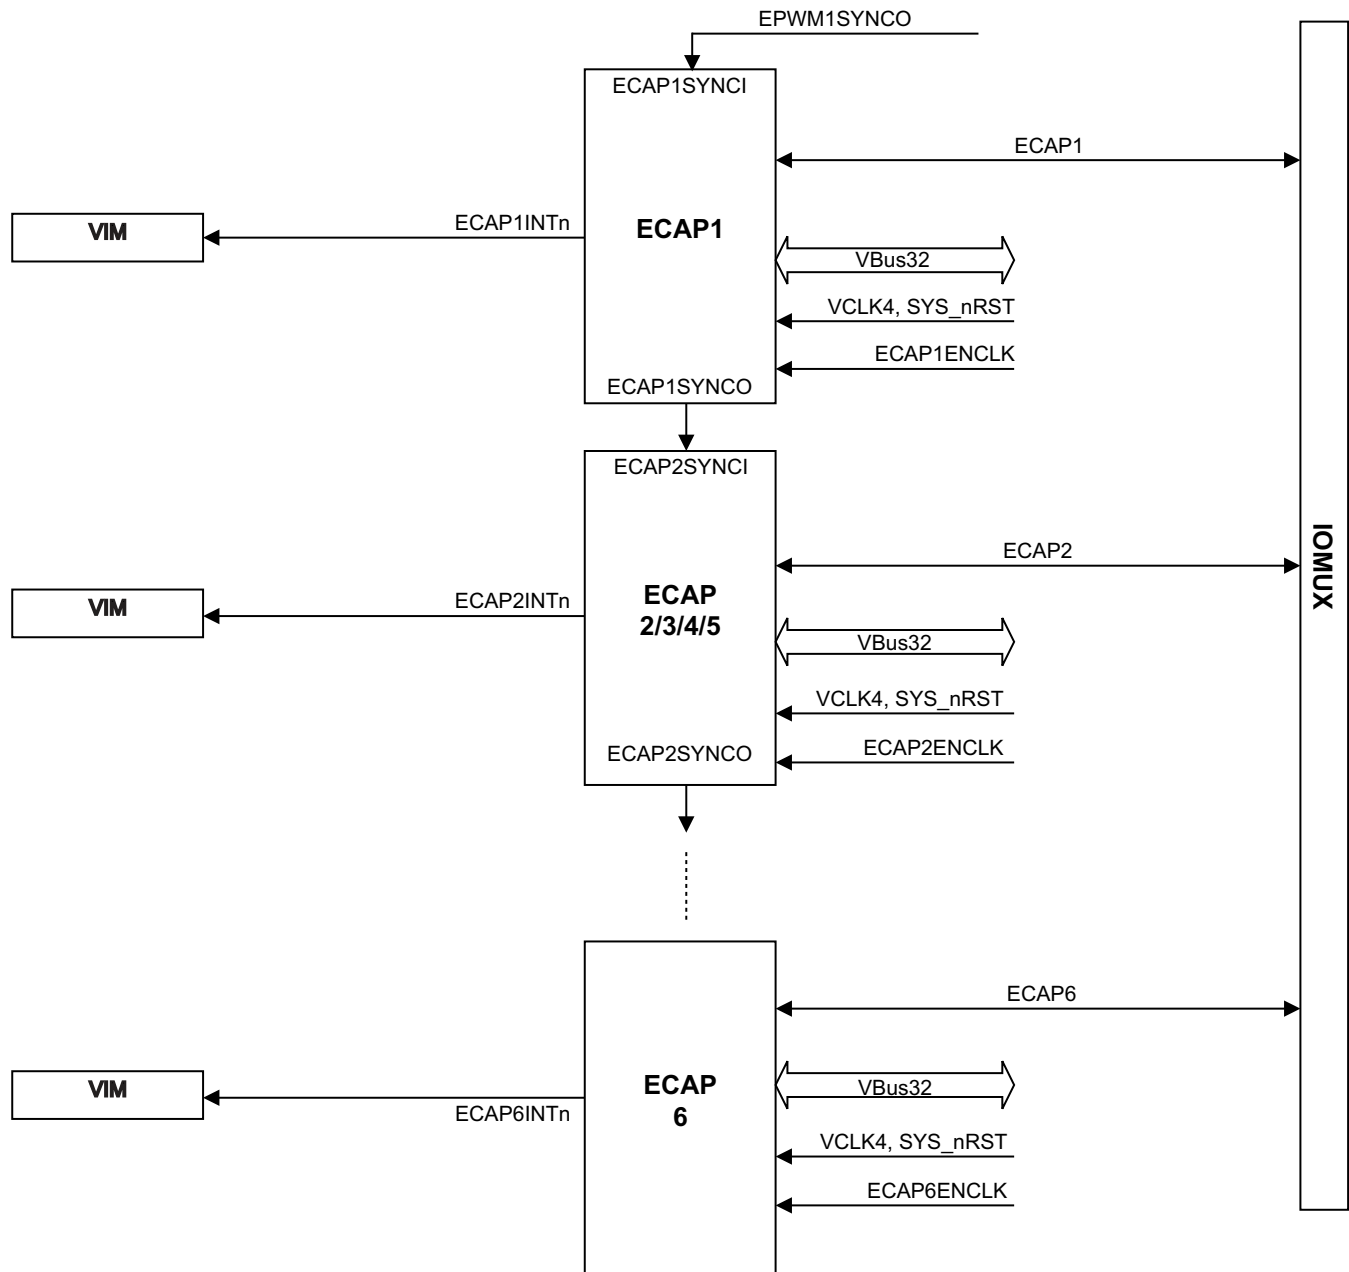 EPWM1SYNCO
ECAP1SYNCI
ECAP1
ECAP1INTn
VIM
ECAP1
VBus32
VCLK4, SYS_nRST
ECAP1ENCLK
ECAP1SYNCO
ECAP2SYNCI
IOMUX
ECAP2
ECAP2INTn
VIM
ECAP
2/3/4/5
VBus32
VCLK4, SYS_nRST
ECAP2SYNCO
ECAP2ENCLK
ECAP6
VIM
ECAP
6
VBus32
ECAP6INTn
VCLK4, SYS_nRST
ECAP6ENCLK